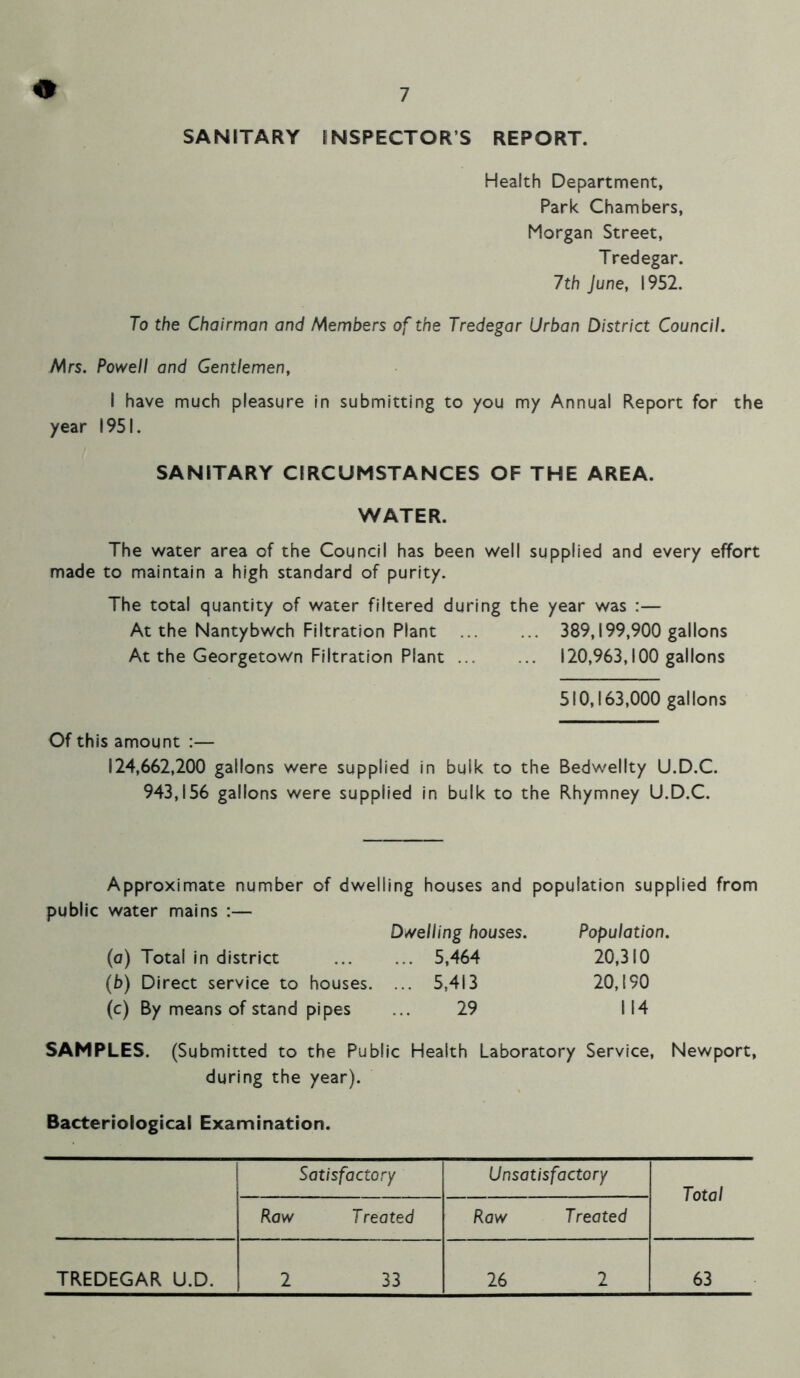 7
SANITARY INSPECTOR'S REPORT.
Health Department,
Park Chambers,
Morgan Street,
Tredegar.
7th June, 1952.
To the Chairman and Members of the Tredegar Urban District Council.
Mrs. Powell and Gentlemen,
I have much pleasure in submitting to you my Annual Report for the
year 1951.
SANITARY CIRCUMSTANCES OF THE AREA.
WATER.
The water area of the Council has been well supplied and every effort
made to maintain a high standard of purity.
The total quantity of water filtered during the year was :—
At the Nantybwch Filtration Plant ... ... 389,199,900 gallons
At the Georgetown Filtration Plant ... ... 120,963,100 gallons
510,163,000 gallons
Of this amount :—
124,662,200 gallons were supplied in bulk to the Bedwellty U.D.C.
943,156 gallons were supplied in bulk to the Rhymney U.D.C.
Approximate number of dwelling houses and population supplied from
public water mains :—
Dwelling houses. Population.
(a) Total in district ... ... 5,464 20,310
(b) Direct service to houses. ... 5,413 20,190
(c) By means of stand pipes ... 29 114
SAMPLES. (Submitted to the Public Health Laboratory Service, Newport,
during the year).
Bacteriological Examination.
Satisfactory Unsatisfactory Total
Raw Treated Raw Treated
TREDEGAR U.D. 2 33 26 2 63